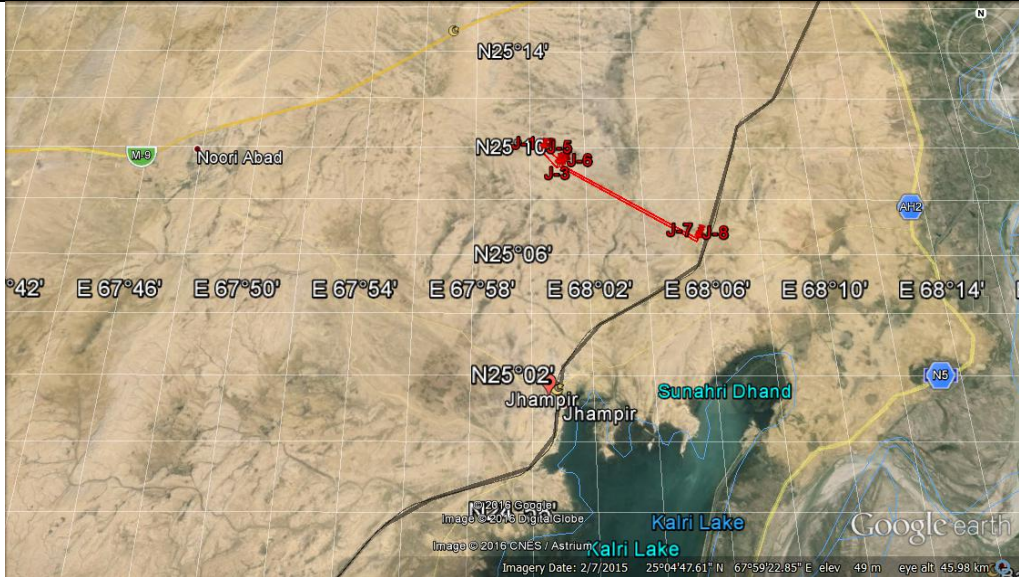 N
N25°14'
M-9
Noori Abad
N25°10'
J-1
J-5
J-6
J-3
AH2
J-7
J-8
N25°06'
°42'
E 67°46'
E 67°50'
E 67°54'
E 67°58'
E 68°02'
E 68°06'
E 68°10'
E 68°14'
N25°02'
N5
Sunahri Dhand
Jhampir
Jhampir
© 2016 Google
Image © 2016 DigitalGlobe
Kalri Lake
Google earth
Image © 2016 CNES / Astrium
Kalri Lake
Imagery Date: 2/7/2015 25°04'47.61" N 67°59'22.85" E elev 49 m eye alt 45.98 km